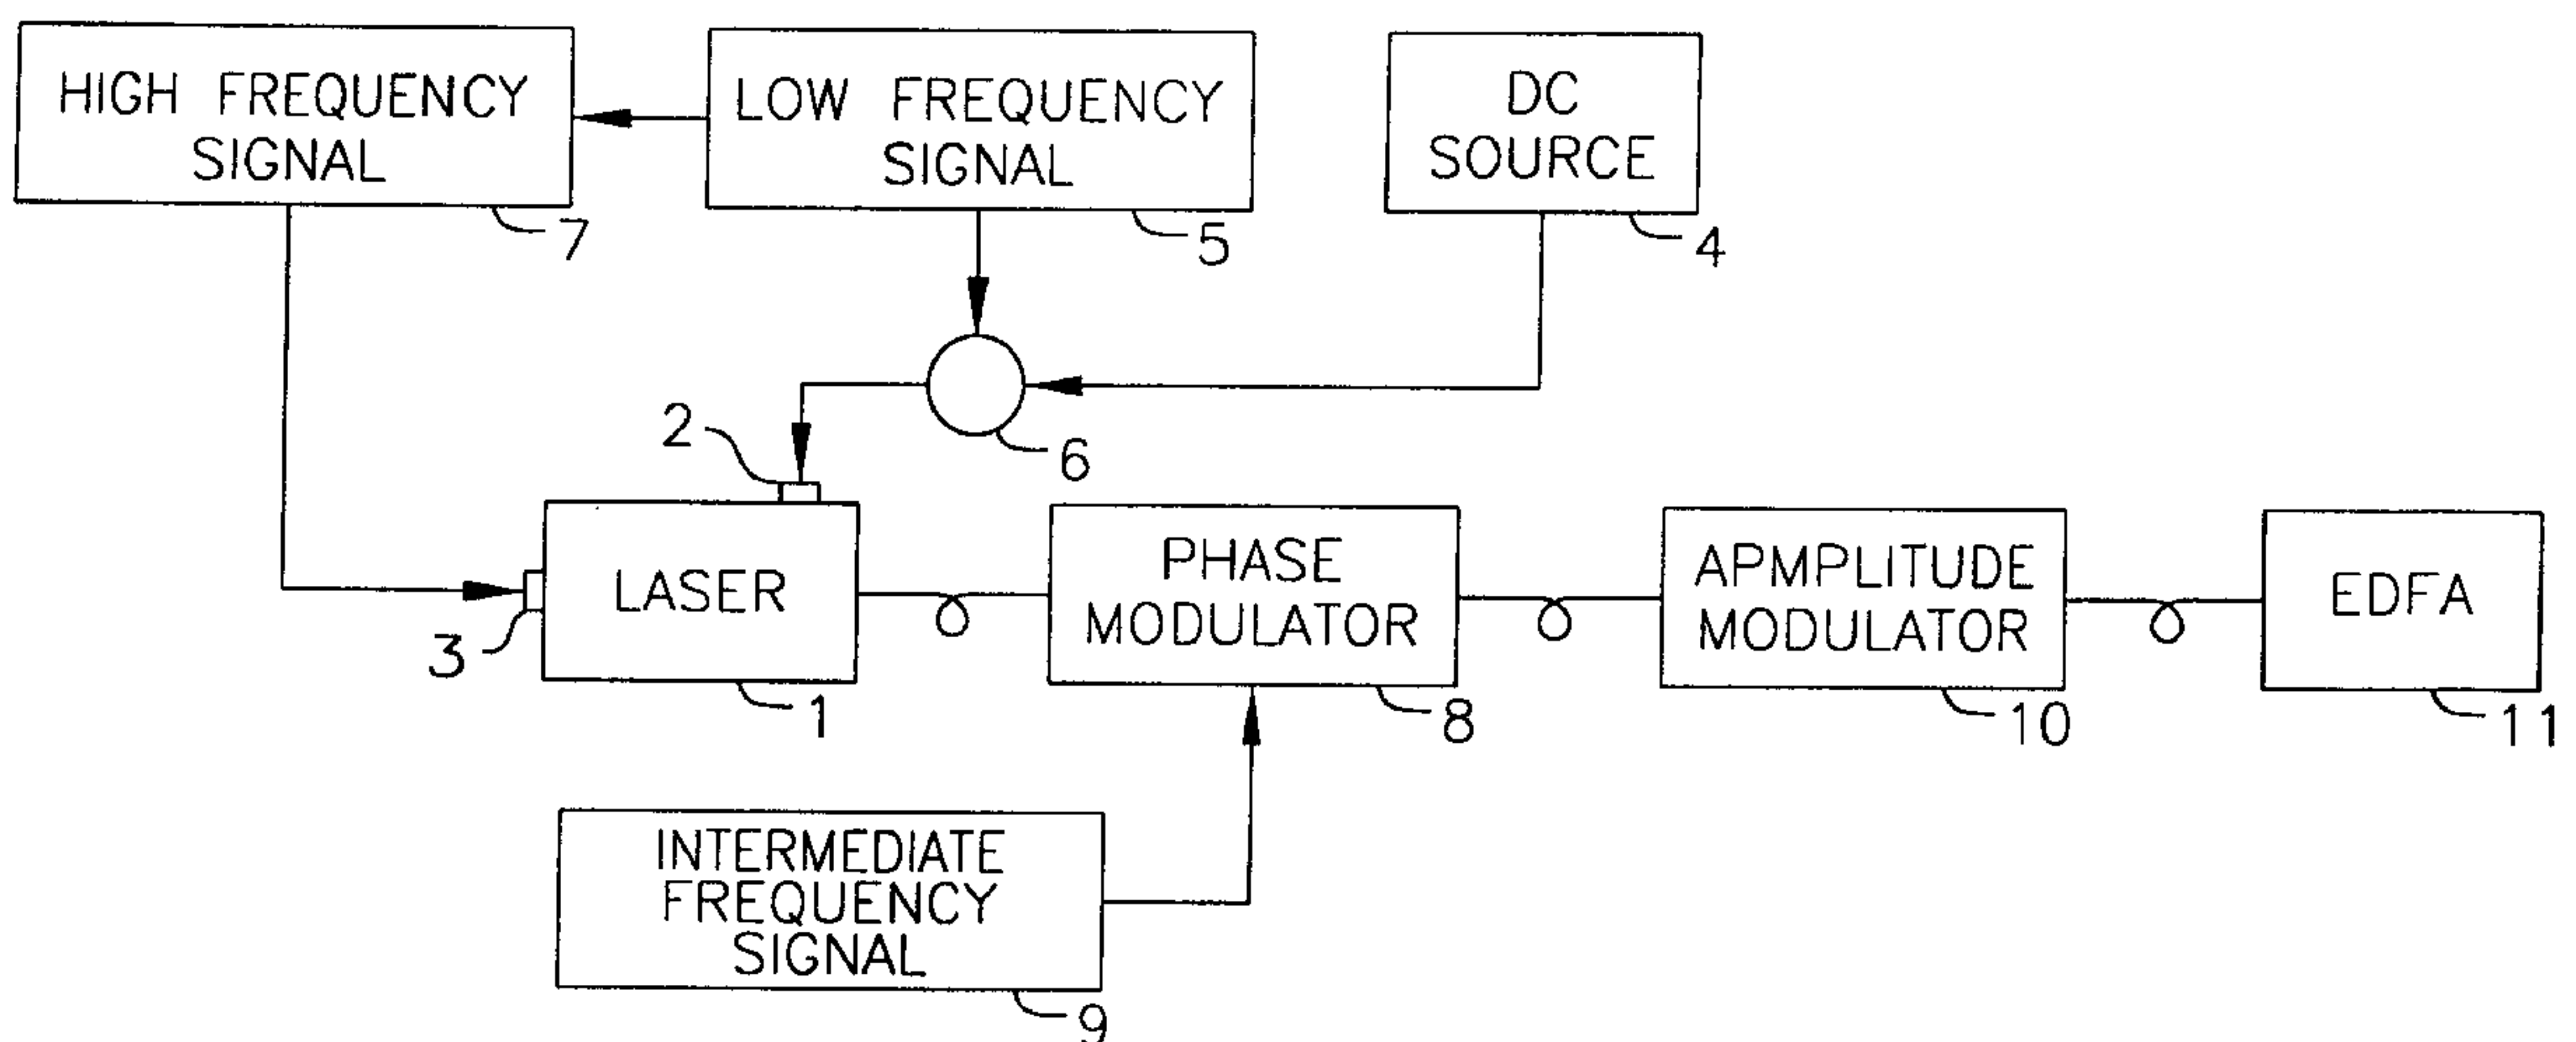 HIGH FREQUENCY
SIGNAL
7
LOW FREQUENCY
SIGNAL
5
DC
SOURCE
4
6
2
3
LASER
1
PHASE
MODULATOR
8
APMPLITUDE
MODULATOR
10
EDFA
11
INTERMEDIATE
FREQUENCY
SIGNAL
9